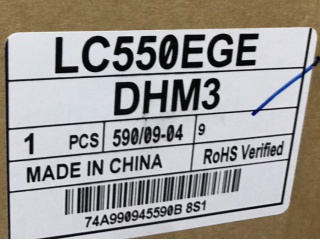 LC550EGE
DHM3
1 PCS 590/09-04 9
MADE IN CHINA RoHS Verified
74A990945590B 8S1